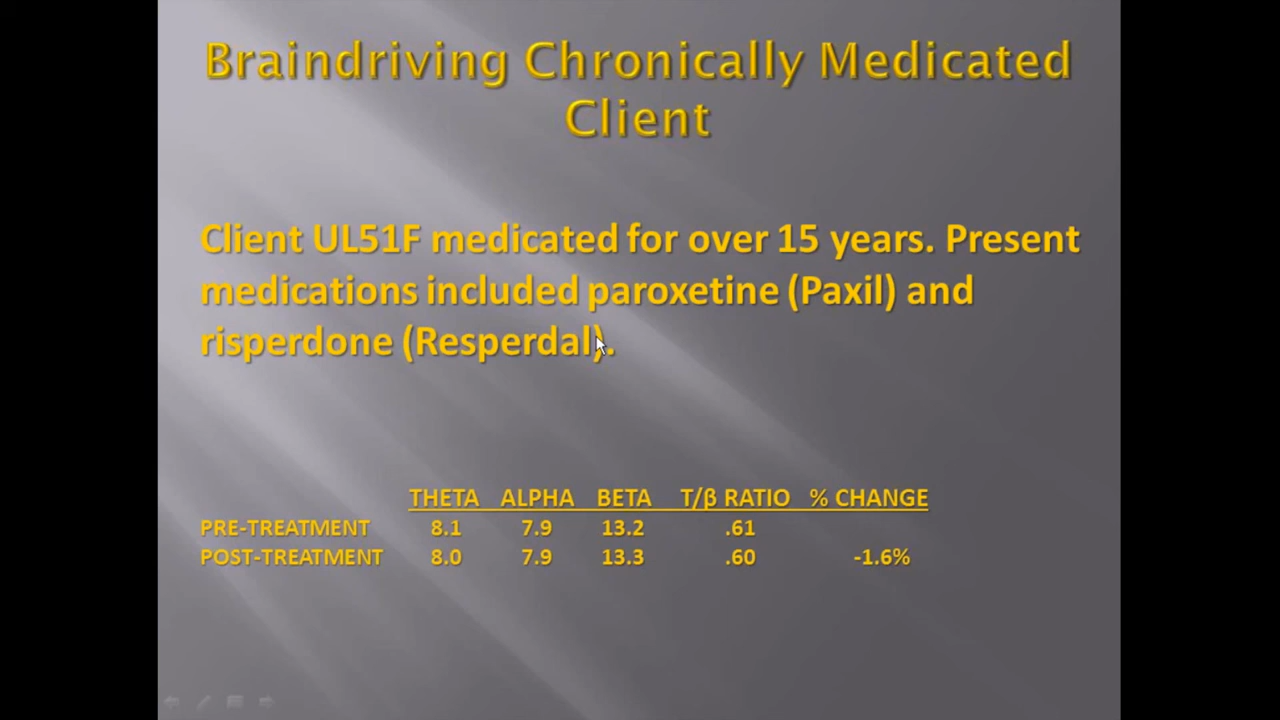 Braindriving Chronically Medicated
Client
Client UL51F medicated for over 15 years. Present
medications included paroxetine (Paxil) and
risperdone (Resperdal).
THETA ALPHA BETA T/β RATIO % CHANGE
PRE-TREATMENT 8.1 7.9 13.2 .61
POST-TREATMENT 8.0 7.9 13.3 .60 -1.6%